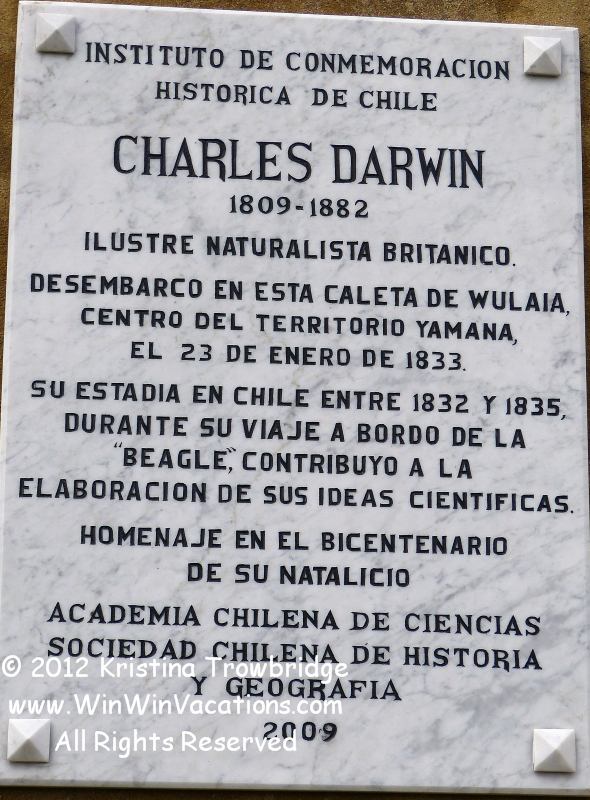 INSTITUTO DE CONMEMORACION
HISTORICA DE CHILE
CHARLES DARWIN
1809-1882
ILUSTRE NATURALISTA BRITANICO.
DESEMBARCO EN ESTA CALETA DE WULAIA,
CENTRO DEL TERRITORIO YAMANA,
EL 23 DE ENERO DE 1833.
SU ESTADIA EN CHILE ENTRE 1832 Y 1835,
DURANTE SU VIAJE A BORDO DE LA
"BEAGLE", CONTRIBUYO A LA
ELABORACION DE SUS IDEAS CIENTIFICAS.
HOMENAJE EN EL BICENTENARIO
DE SU NATALICIO
ACADEMIA CHILENA DE CIENCIAS
SOCIEDAD CHILENA DE HISTORIA
Y GEOGRAFIA
2009
© 2012 Kristina Trowbridge
www.WinWinVacations.com
All Rights Reserved